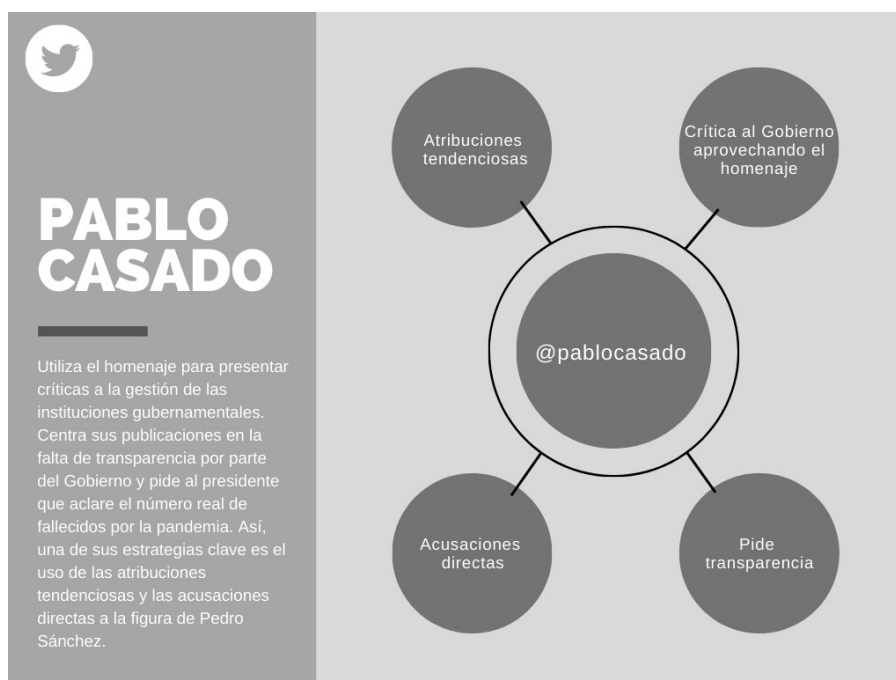 PABLO
CASADO
Utiliza el homenaje para presentar
críticas a la gestión de las
instituciones gubernamentales.
Centra sus publicaciones en la
falta de transparencia por parte
del Gobierno y pide al presidente
que aclare el número real de
fallecidos por la pandemia. Así,
una de sus estrategias clave es el
uso de las atribuciones
tendenciosas y las acusaciones
directas a la figura de Pedro
Sánchez.
Atribuciones
tendenciosas
Crítica al Gobierno
aprovechando el
homenaje
@pablocasado
Acusaciones
directas
Pide
transparencia